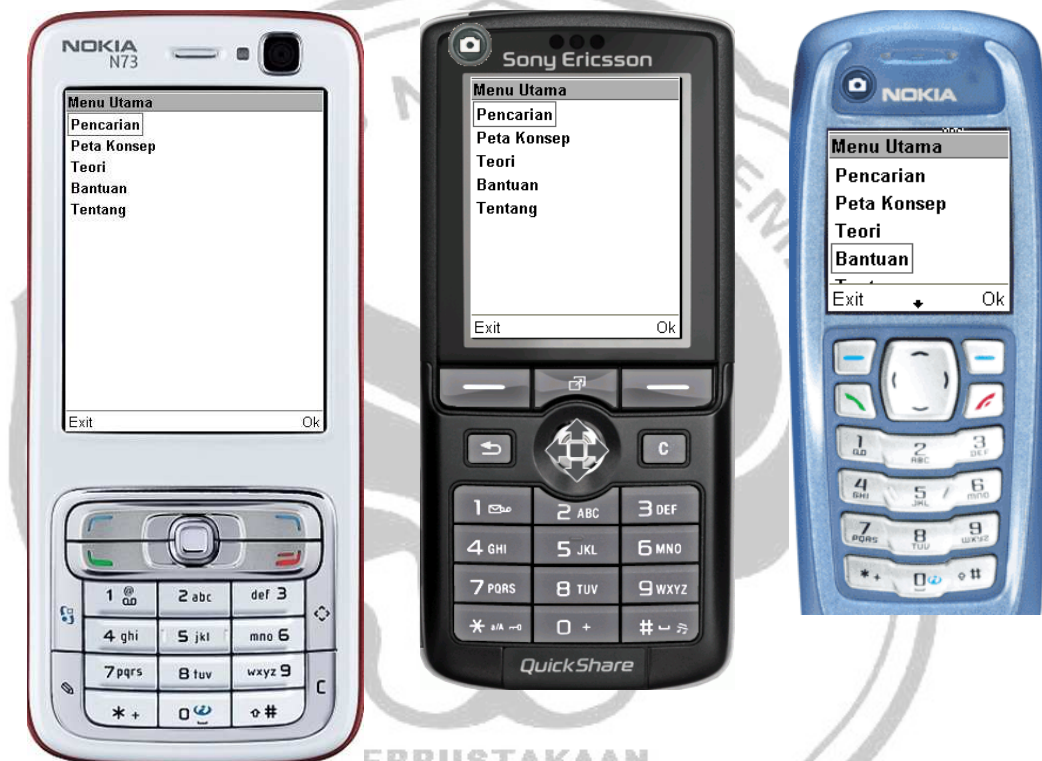 NOKIA
N73
Menu Utama
Pencarian
Peta Konsep
Teori
Bantuan
Tentang
Exit
Ok
1 @
2 abc
def 3
4 ghi
5 jkl
mno 6
7 pqrs
8 tuv
wxyz 9
C
* +
0
#
Sony Ericsson
Menu Utama
Pencarian
Peta Konsep
Teori
Bantuan
Tentang
Exit
Ok
C
1
2 ABC
3 DEF
4 GHI
5 JKL
6 MNO
7 PQRS
8 TUV
9 WXYZ
* a/A
0 +
#
QuickShare
NOKIA
Menu Utama
Pencarian
Peta Konsep
Teori
Bantuan
Exit
Ok
1
2 ABC
3 DEF
4 GHI
5 JKL
6 mno
7 PQRS
8 TUV
9 wxyz
* +
0
#